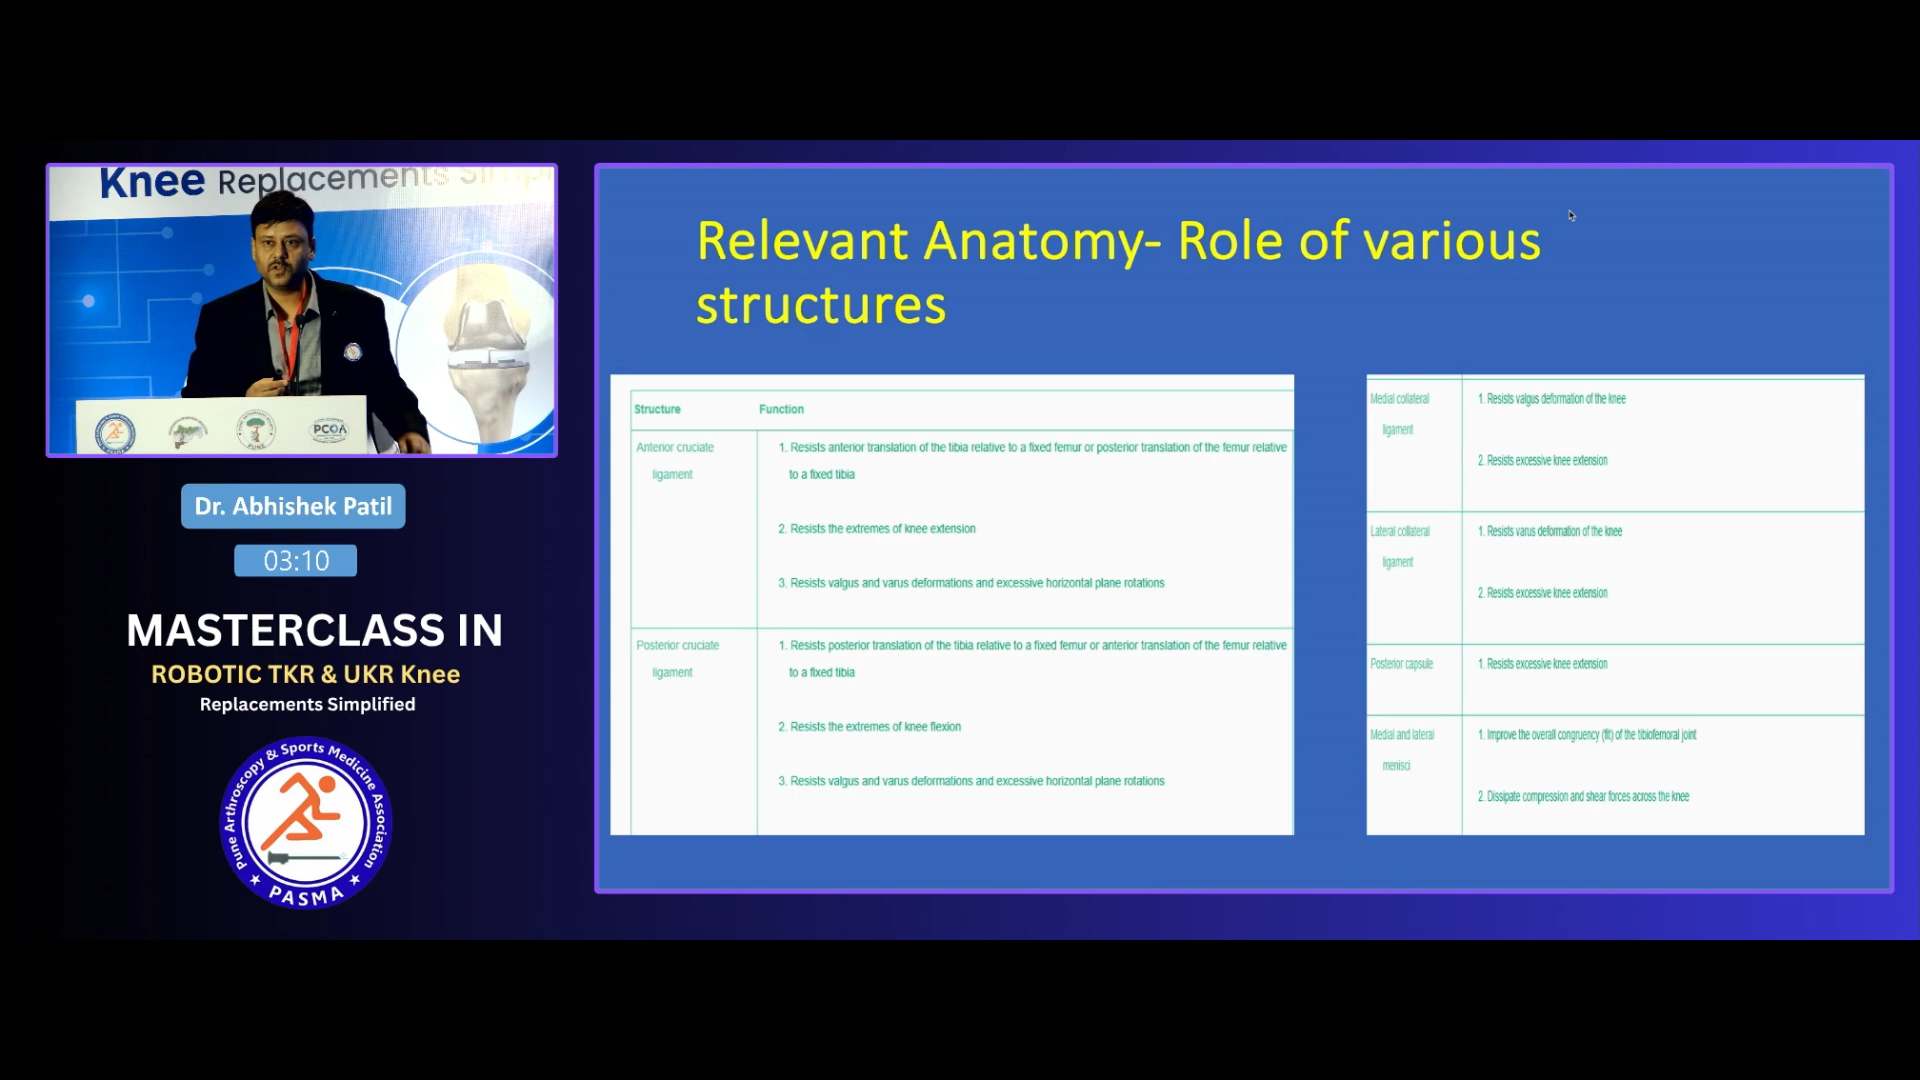 Knee Replacements Simpl
PCOA
PUNE
Dr. Abhishek Patil
03:10
MASTERCLASS IN
ROBOTIC TKR & UKR Knee
Replacements Simplified
Pune Arthroscopy & Sports Medicine Association
★ PASMA ★
Relevant Anatomy- Role of various
structures
Structure Function
Anterior cruciate 1. Resists anterior translation of the tibia relative to a fixed femur or posterior translation of the femur relative
ligament to a fixed tibia
2. Resists the extremes of knee extension
3. Resists valgus and varus deformations and excessive horizontal plane rotations
Posterior cruciate 1. Resists posterior translation of the tibia relative to a fixed femur or anterior translation of the femur relative
ligament to a fixed tibia
2. Resists the extremes of knee flexion
3. Resists valgus and varus deformations and excessive horizontal plane rotations
Medial collateral 1. Resists valgus deformation of the knee
ligament
2. Resists excessive knee extension
Lateral collateral 1. Resists varus deformation of the knee
ligament
2. Resists excessive knee extension
Posterior capsule 1. Resists excessive knee extension
Medial and lateral 1. Improve the overall congruency (fit) of the tibiofemoral joint
menisci
2. Dissipate compression and shear forces across the knee